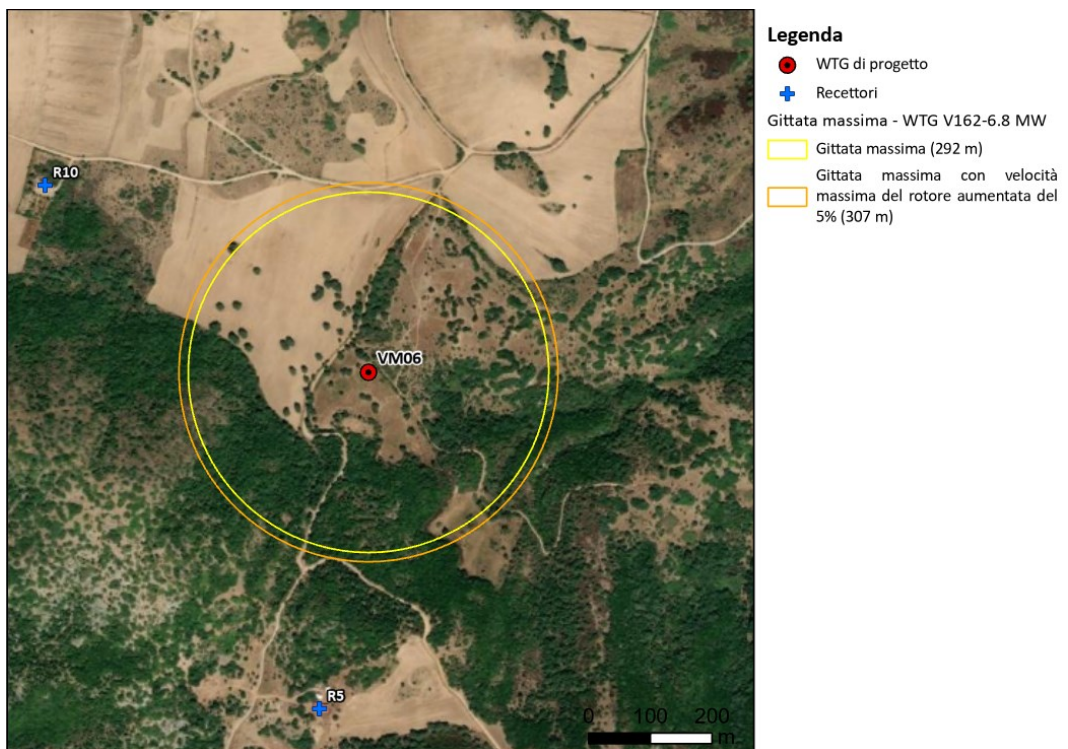 Legenda
WTG di progetto
Recettori
Gittata massima - WTG V162-6.8 MW
Gittata massima (292 m)
Gittata massima con velocità
massima del rotore aumentata del
5% (307 m)
R10
VM06
R5
0 100 200
m